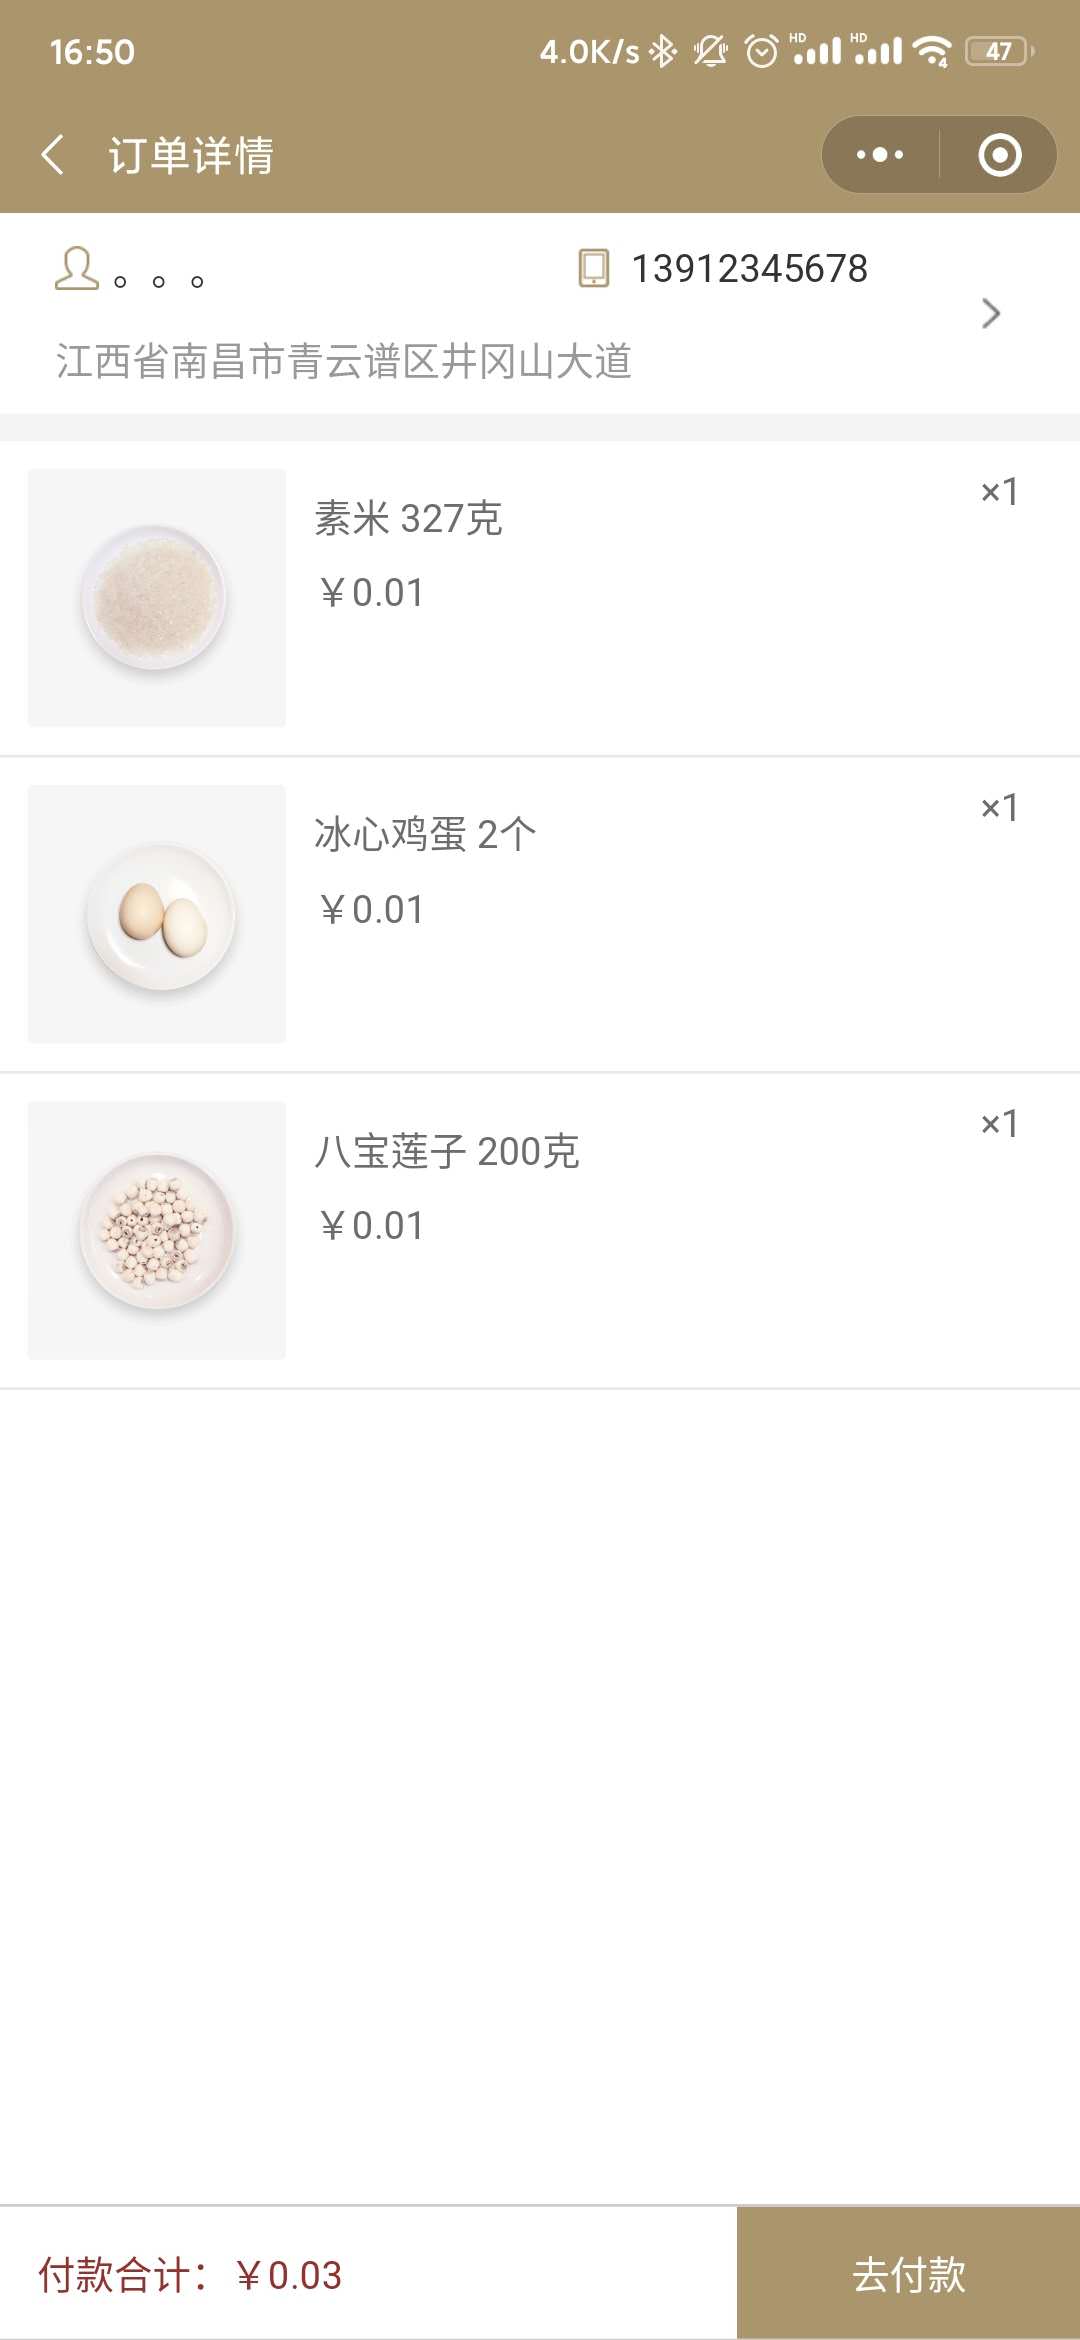 16:50 4.0K/s HD HD 4 47
订单详情
。。。 13912345678
江西省南昌市青云谱区井冈山大道
素米 327克 ×1
￥0.01
冰心鸡蛋 2个 ×1
￥0.01
八宝莲子 200克 ×1
￥0.01
付款合计：￥0.03 去付款